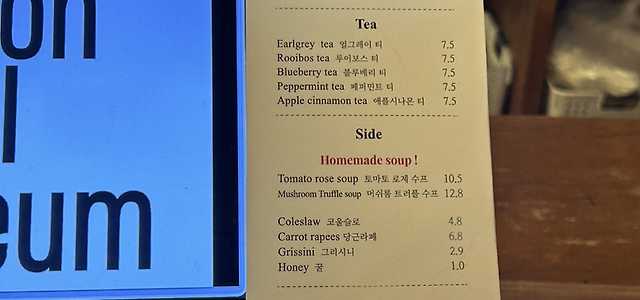 on
l
eum
Tea
Earlgrey tea 얼그레이 티 7.5
Rooibos tea 루이보스 티 7.5
Blueberry tea 블루베리 티 7.5
Peppermint tea 페퍼민트 티 7.5
Apple cinnamon tea 애플시나몬 티 7.5
Side
Homemade soup !
Tomato rose soup 토마토 로제 수프 10.5
Mushroom Truffle soup 머쉬룸 트러플 수프 12.8
Coleslaw 코울슬로 4.8
Carrot rapees 당근라페 6.8
Grissini 그리시니 2.9
Honey 꿀 1.0